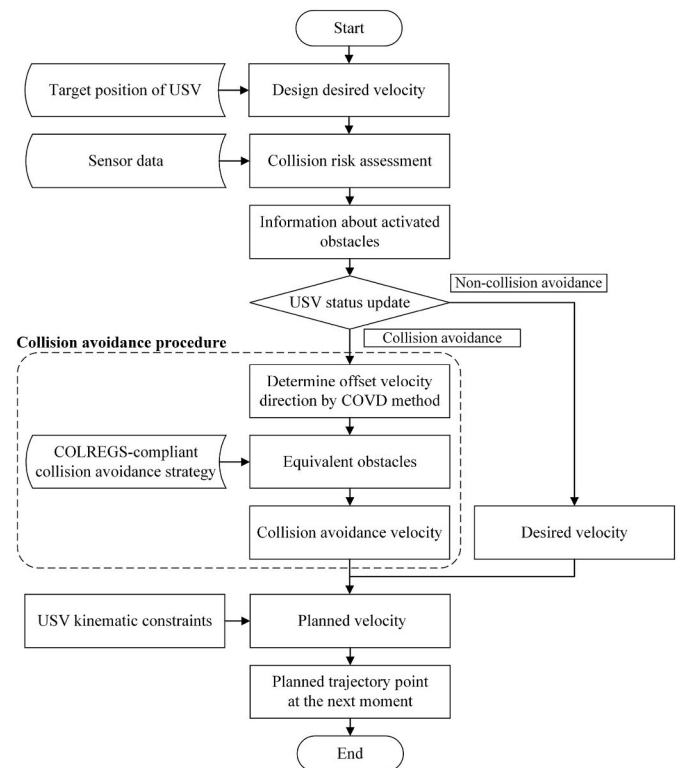 Start
Target position of USV
Design desired velocity
Sensor data
Collision risk assessment
Information about activated
obstacles
Non-collision avoidance
USV status update
Collision avoidance
Collision avoidance procedure
Determine offset velocity
direction by COVD method
COLREGS-compliant
collision avoidance strategy
Equivalent obstacles
Collision avoidance velocity
Desired velocity
USV kinematic constraints
Planned velocity
Planned trajectory point
at the next moment
End